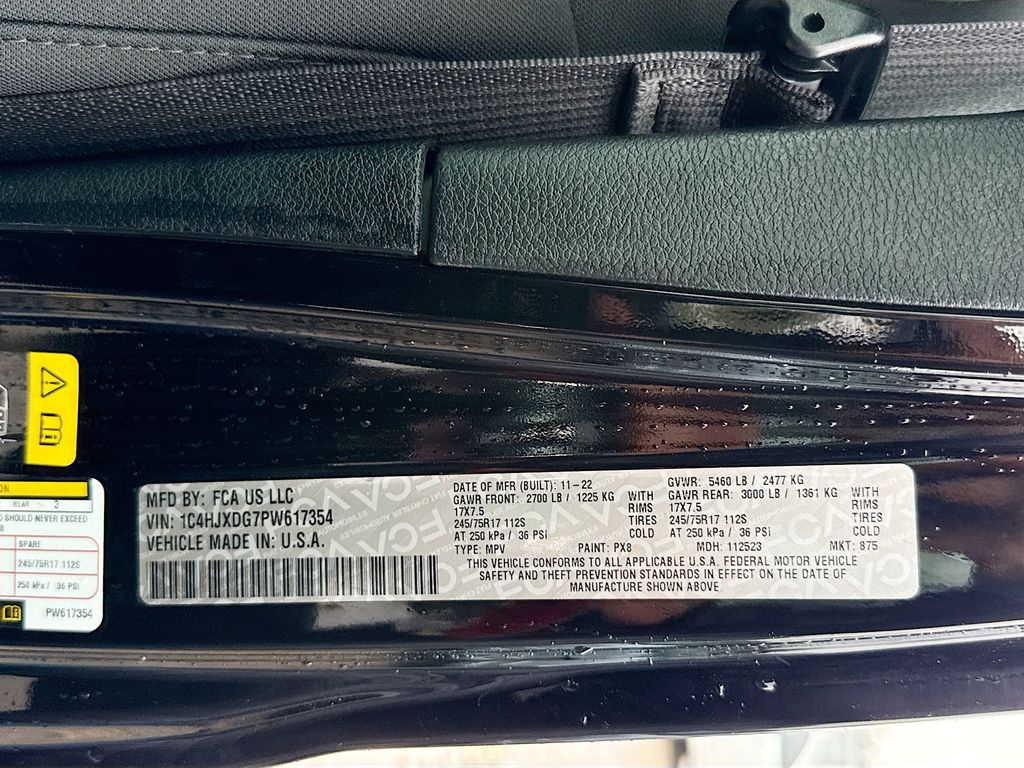 MFD BY: FCA US LLC
VIN: 1C4HJXDG7PW617354
VEHICLE MADE IN: U.S.A.
DATE OF MFR (BUILT): 11-22
GAWR FRONT: 2700 LB / 1225 KG WITH
17X7.5 RIMS
245/75R17 112S TIRES
AT 250 kPa / 36 PSI COLD
TYPE: MPV PAINT: PX8
GVWR: 5460 LB / 2477 KG
GAWR REAR: 3000 LB / 1361 KG WITH
17X7.5 RIMS
245/75R17 112S TIRES
AT 250 kPa / 36 PSI COLD
MDH: 112523 MKT: 875
THIS VEHICLE CONFORMS TO ALL APPLICABLE U.S.A. FEDERAL MOTOR VEHICLE
SAFETY AND THEFT PREVENTION STANDARDS IN EFFECT ON THE DATE OF
MANUFACTURE SHOWN ABOVE
REAR 3
SHOULD NEVER EXCEED
SPARE
245/75R17 112S
250 kPa / 36 PSI
PW617354